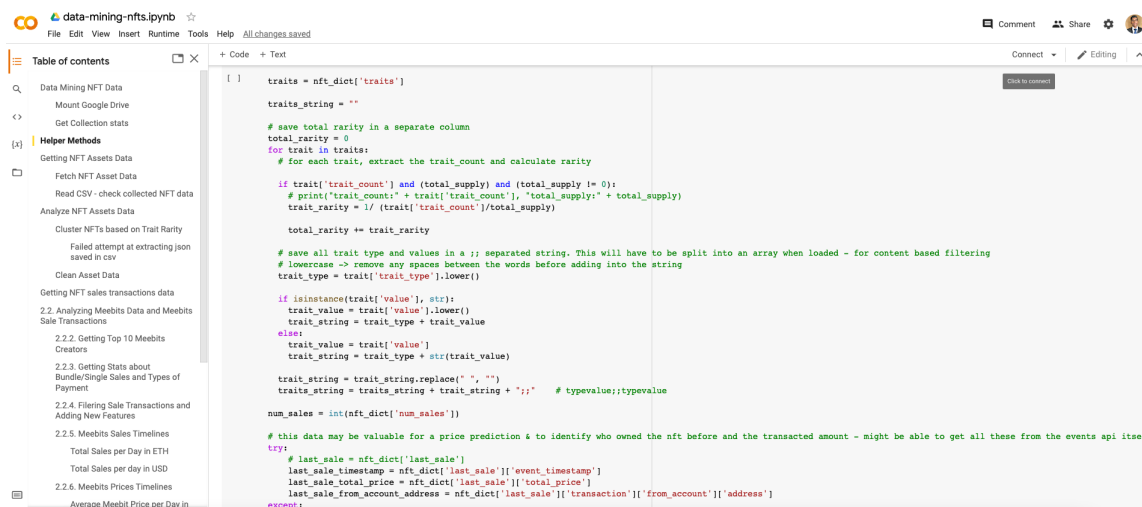 data-mining-nfts.ipynb
File Edit View Insert Runtime Tools Help All changes saved
Comment Share
Table of contents
+ Code + Text
Connect Editing
Click to connect
Data Mining NFT Data
Mount Google Drive
Get Collection stats
Helper Methods
Getting NFT Assets Data
Fetch NFT Asset Data
Read CSV - check collected NFT data
Analyze NFT Assets Data
Cluster NFTs based on Trait Rarity
Failed attempt at extracting json
saved in csv
Clean Asset Data
Getting NFT sales transactions data
2.2. Analyzing Meebits Data and Meebits
Sale Transactions
2.2.2. Getting Top 10 Meebits
Creators
2.2.3. Getting Stats about
Bundle/Single Sales and Types of
Payment
2.2.4. Filering Sale Transactions and
Adding New Features
2.2.5. Meebits Sales Timelines
Total Sales per Day in ETH
Total Sales per day in USD
2.2.6. Meebits Prices Timelines
Average Meebit Price per Day in
{x}
[ ]
traits = nft_dict['traits']
traits_string = ""
# save total rarity in a separate column
total_rarity = 0
for trait in traits:
# for each trait, extract the trait_count and calculate rarity
if trait['trait_count'] and (total_supply) and (total_supply != 0):
# print("trait_count:" + trait['trait_count'], "total_supply:" + total_supply)
trait_rarity = 1/ (trait['trait_count']/total_supply)
total_rarity += trait_rarity
# save all trait type and values in a ;; separated string. This will have to be split into an array when loaded - for content based filtering
# lowercase -> remove any spaces between the words before adding into the string
trait_type = trait['trait_type'].lower()
if isinstance(trait['value'], str):
trait_value = trait['value'].lower()
trait_string = trait_type + trait_value
else:
trait_value = trait['value']
trait_string = trait_type + str(trait_value)
trait_string = trait_string.replace(" ", "")
traits_string = traits_string + trait_string + ";;" # typevalue;;typevalue
num_sales = int(nft_dict['num_sales'])
# this data may be valuable for a price prediction & to identify who owned the nft before and the transacted amount - might be able to get all these from the events api itse
try:
# last_sale = nft_dict['last_sale']
last_sale_timestamp = nft_dict['last_sale']['event_timestamp']
last_sale_total_price = nft_dict['last_sale']['total_price']
last_sale_from_account_address = nft_dict['last_sale']['transaction']['from_account']['address']
except: